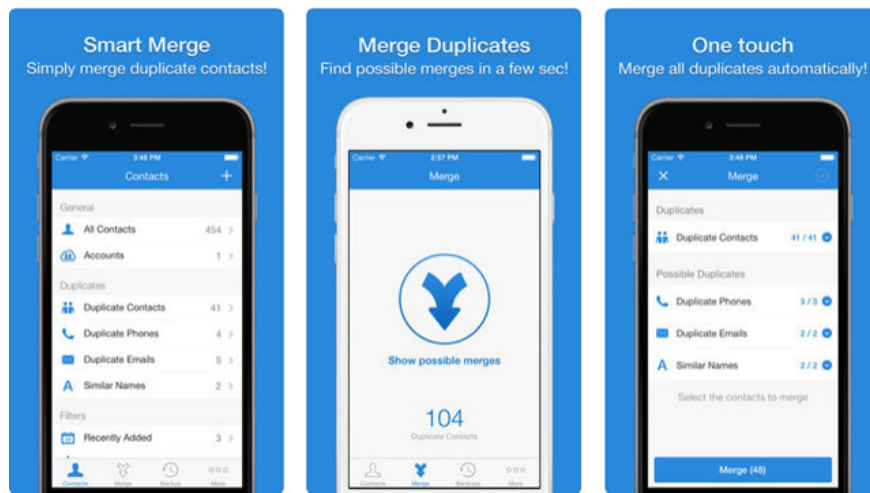 Smart Merge
Simply merge duplicate contacts!
Carrier 3:48 PM
Contacts +
General
All Contacts 454 >
Accounts 1 >
Duplicates
Duplicate Contacts 41 >
Duplicate Phones 4 >
Duplicate Emails 5 >
Similar Names 2 >
Filters
Recently Added 3 >
Contacts Merge Backup More
Merge Duplicates
Find possible merges in a few sec!
Carrier 2:57 PM
Merge
Show possible merges
104
Duplicate Contacts
Contacts Merge Backups More
One touch
Merge all duplicates automatically!
Carrier 3:48 PM
Merge
Duplicates
Duplicate Contacts 41 / 41
Possible Duplicates
Duplicate Phones 3 / 3
Duplicate Emails 2 / 2
A Similar Names 2 / 2
Select the contacts to merge
Merge (48)